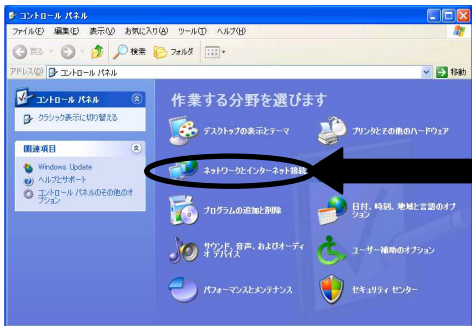 コントロール パネル
ファイル(F) 編集(E) 表示(V) お気に入り(A) ツール(T) ヘルプ(H)
戻る 検索 フォルダ
アドレス(D) コントロール パネル 移動
コントロール パネル
クラシック表示に切り替える
関連項目
Windows Update
ヘルプとサポート
コントロール パネルのその他のオプション
作業する分野を選びます
デスクトップの表示とテーマ
プリンタとその他のハードウェア
ネットワークとインターネット接続
プログラムの追加と削除
日付、時刻、地域と言語のオプ
ション
サウンド、音声、およびオーディ
オ デバイス
ユーザー補助のオプション
パフォーマンスとメンテナンス
セキュリティ センター